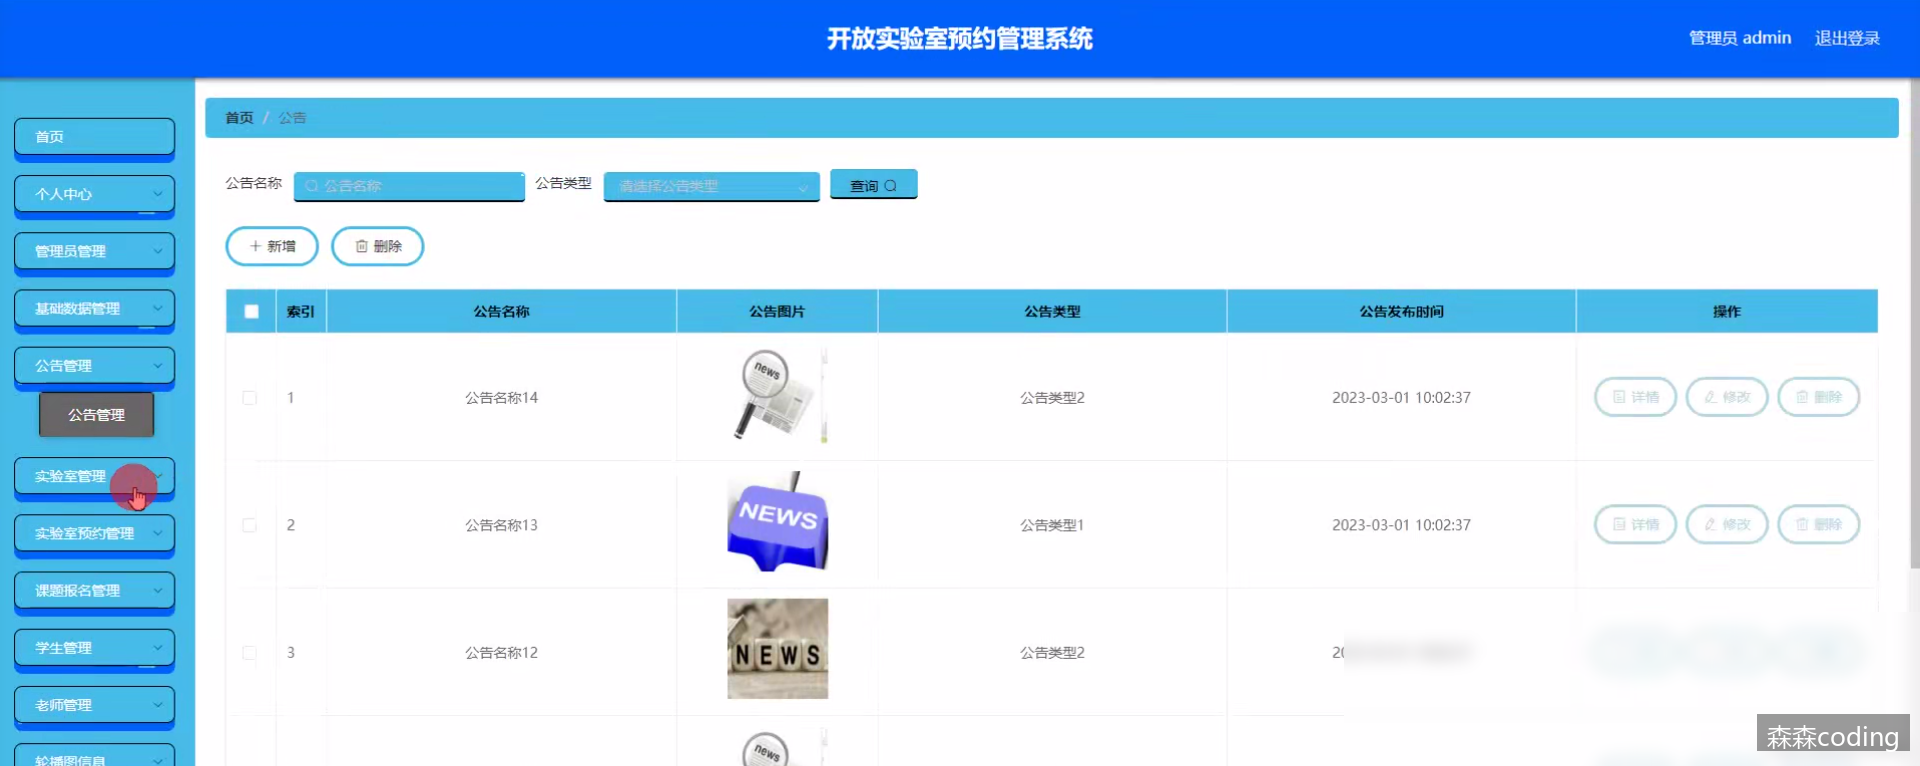 开放实验室预约管理系统
管理员 admin 退出登录
首页 / 公告
首页
个人中心
管理员管理
基础数据管理
公告管理
公告管理
实验室管理
实验室预约管理
课题报名管理
学生管理
老师管理
轮播图信息
公告名称 公告名称 公告类型 请选择公告类型 查询
新增 删除
索引 公告名称 公告图片 公告类型 公告发布时间 操作
1 公告名称14 news 公告类型2 2023-03-01 10:02:37 详情 修改 删除
2 公告名称13 NEWS 公告类型1 2023-03-01 10:02:37 详情 修改 删除
3 公告名称12 NEWS 公告类型2
news
森森coding